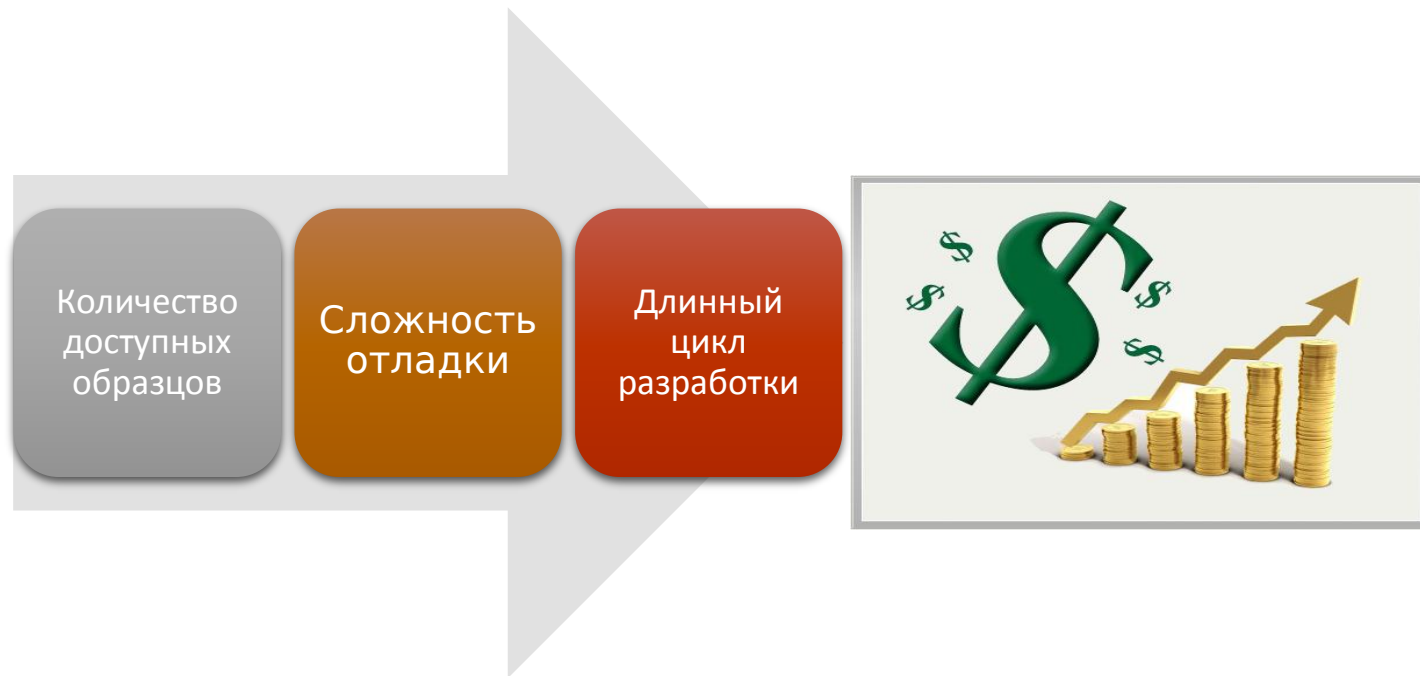 Количество
доступных
образцов
Сложность
отладки
Длинный
цикл
разработки
$
$
$
$
$
$